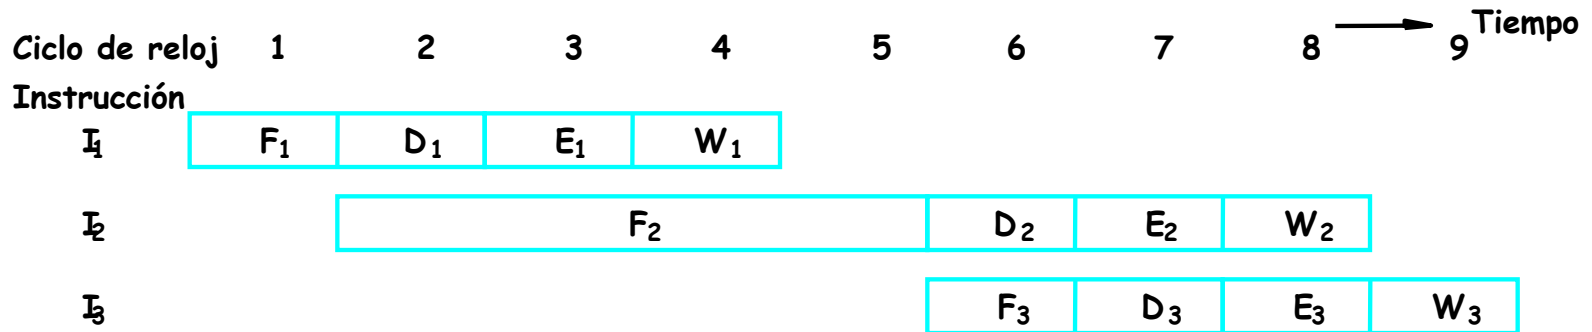 Tiempo
Ciclo de reloj 1 2 3 4 5 6 7 8 9
Instrucción
I1 F1 D1 E1 W1
I2 F2 D2 E2 W2
I3 F3 D3 E3 W3